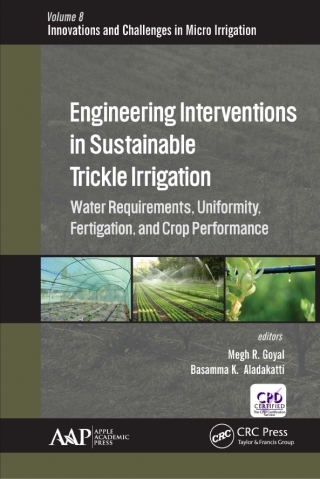 Volume 8
Innovations and Challenges in Micro Irrigation
Engineering Interventions
in Sustainable
Trickle Irrigation
Water Requirements, Uniformity,
Fertigation, and Crop Performance
editors
Megh R. Goyal
Basamma K. Aladakatti
CPD
CERTIFIED
AAP
APPLE
ACADEMIC
PRESS
CRC
CRC Press
Taylor & Francis Group